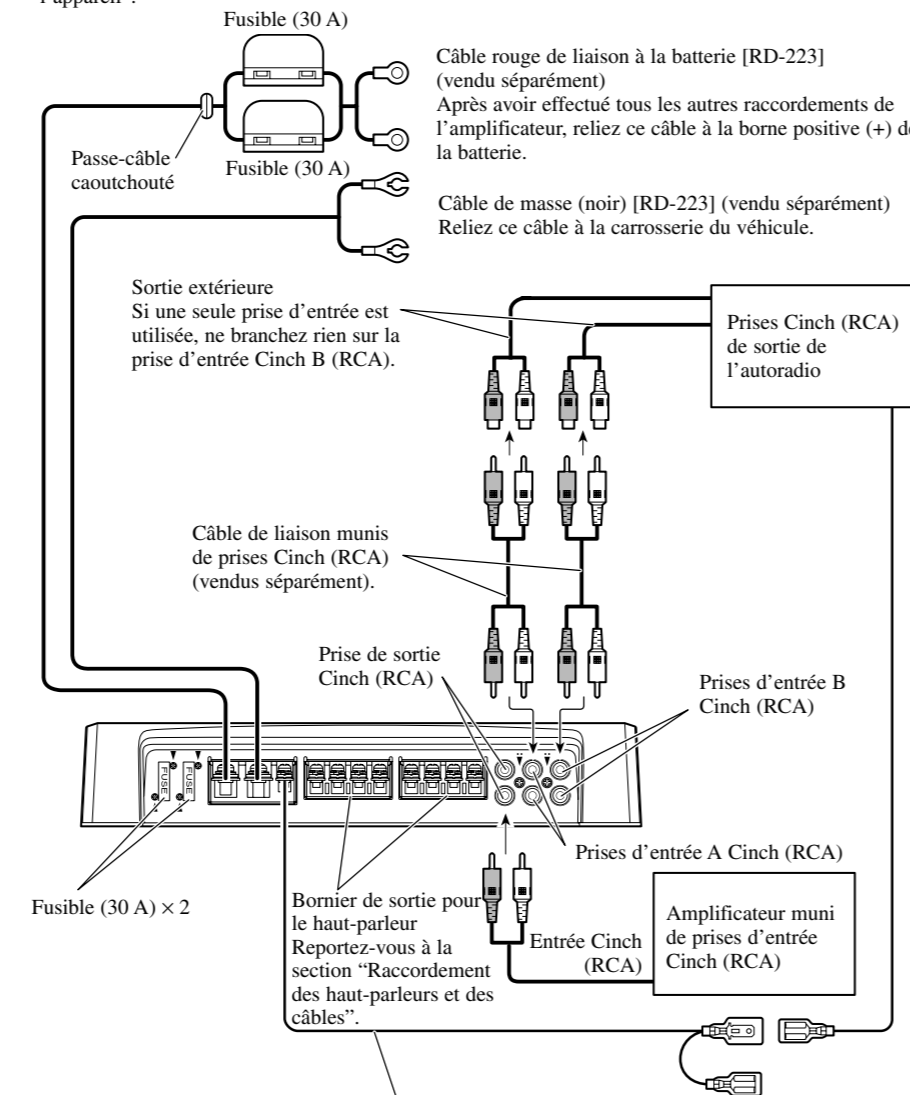 l'appareil".
Fusible (30 A)
Câble rouge de liaison à la batterie [RD-223]
(vendu séparément)
Après avoir effectué tous les autres raccordements de
l'amplificateur, reliez ce câble à la borne positive (+) de
la batterie.
Passe-câble
caoutchouté
Fusible (30 A)
Câble de masse (noir) [RD-223] (vendu séparément)
Reliez ce câble à la carrosserie du véhicule.
Sortie extérieure
Si une seule prise d'entrée est
utilisée, ne branchez rien sur la
prise d'entrée Cinch B (RCA).
Prises Cinch (RCA)
de sortie de
l'autoradio
Câble de liaison munis
de prises Cinch (RCA)
(vendus séparément).
Prise de sortie
Cinch (RCA)
Prises d'entrée B
Cinch (RCA)
FUSE
FUSE
Prises d'entrée A Cinch (RCA)
Fusible (30 A) × 2
Bornier de sortie pour
le haut-parleur
Reportez-vous à la
section “Raccordement
des haut-parleurs et des
câbles”.
Entrée Cinch
(RCA)
Amplificateur muni
de prises d'entrée
Cinch (RCA)